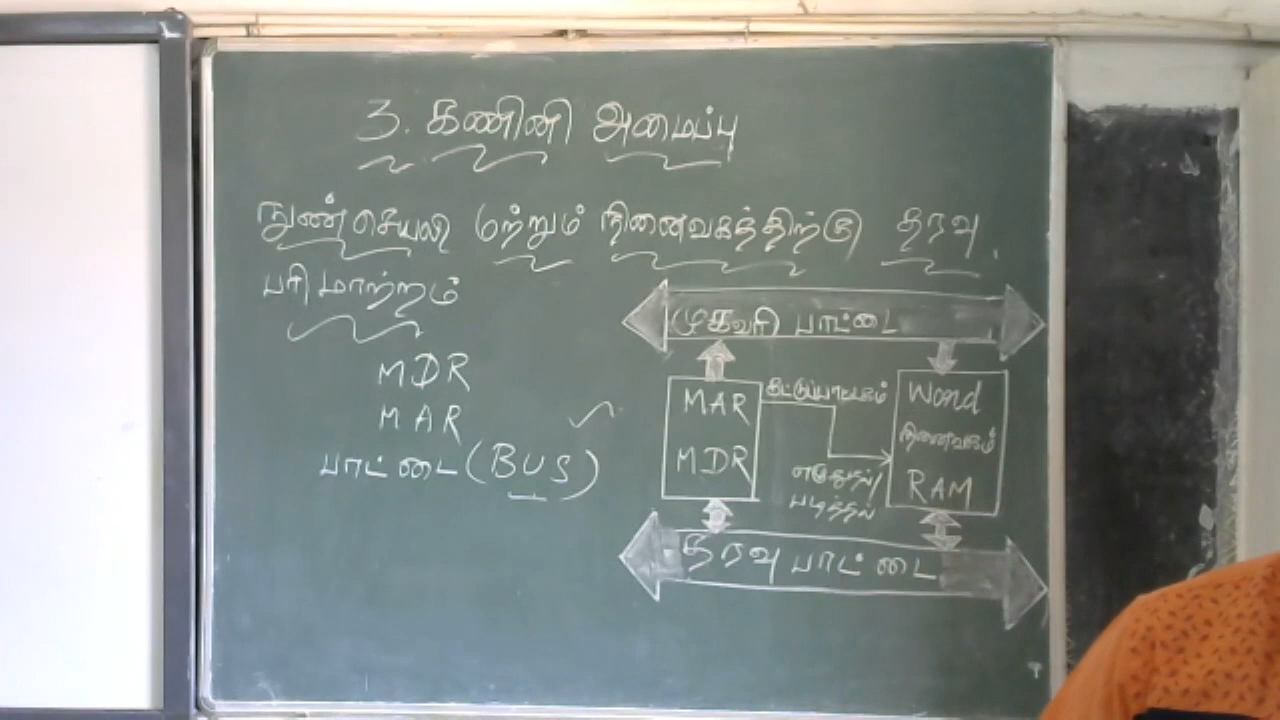 3. கணினி அமைப்பு
நுண்செயலி மற்றும் நினைவகத்திற்கு தரவு
பரிமாற்றம்
MDR
MAR
பாட்டை (BUS)
முகவரி பாட்டை
MAR
MDR
கட்டுப்பாட்டகம்
எழுதுதல்/
படித்தல்
Word
நினைவகம்
RAM
தரவு பாட்டை